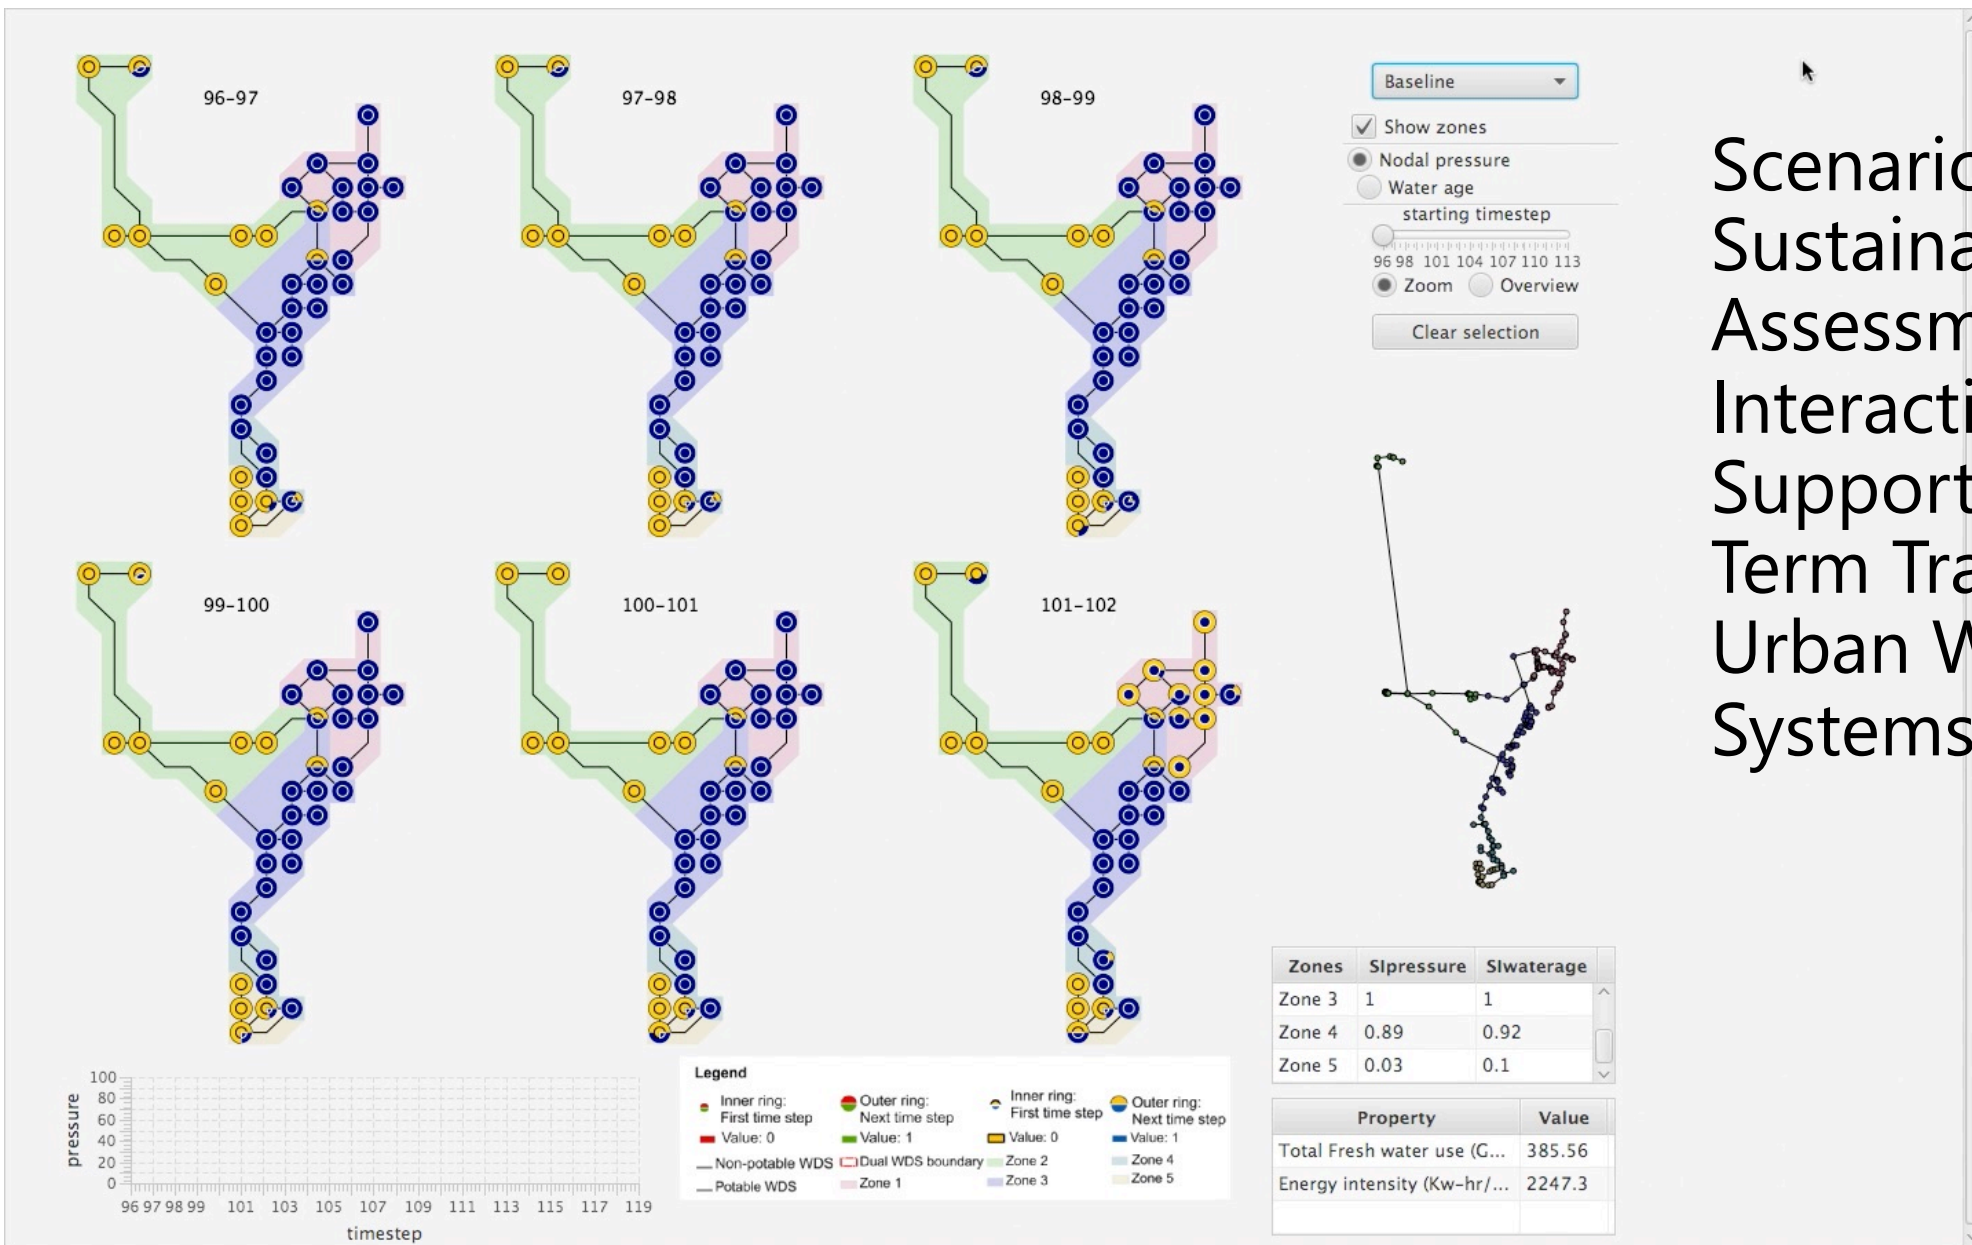 96-97
97-98
98-99
99-100
100-101
101-102
Baseline
Show zones
Nodal pressure
Water age
starting timestep
96 98 101 104 107 110 113
Zoom Overview
Clear selection
Zones SIpressure SIwaterage
Zone 3 1 1
Zone 4 0.89 0.92
Zone 5 0.03 0.1
Property Value
Total Fresh water use (G... 385.56
Energy intensity (Kw-hr/... 2247.3
pressure
100
80
60
40
20
0
96 97 98 99 101 103 105 107 109 111 113 115 117 119
timestep
Legend
Inner ring:
First time step
Outer ring:
Next time step
Inner ring:
First time step
Outer ring:
Next time step
Value: 0
Value: 1
Value: 0
Value: 1
Non-potable WDS
Dual WDS boundary
Zone 2
Zone 4
Potable WDS
Zone 1
Zone 3
Zone 5
Scenario
Sustaina
Assessm
Interacti
Support
Term Tra
Urban W
Systems